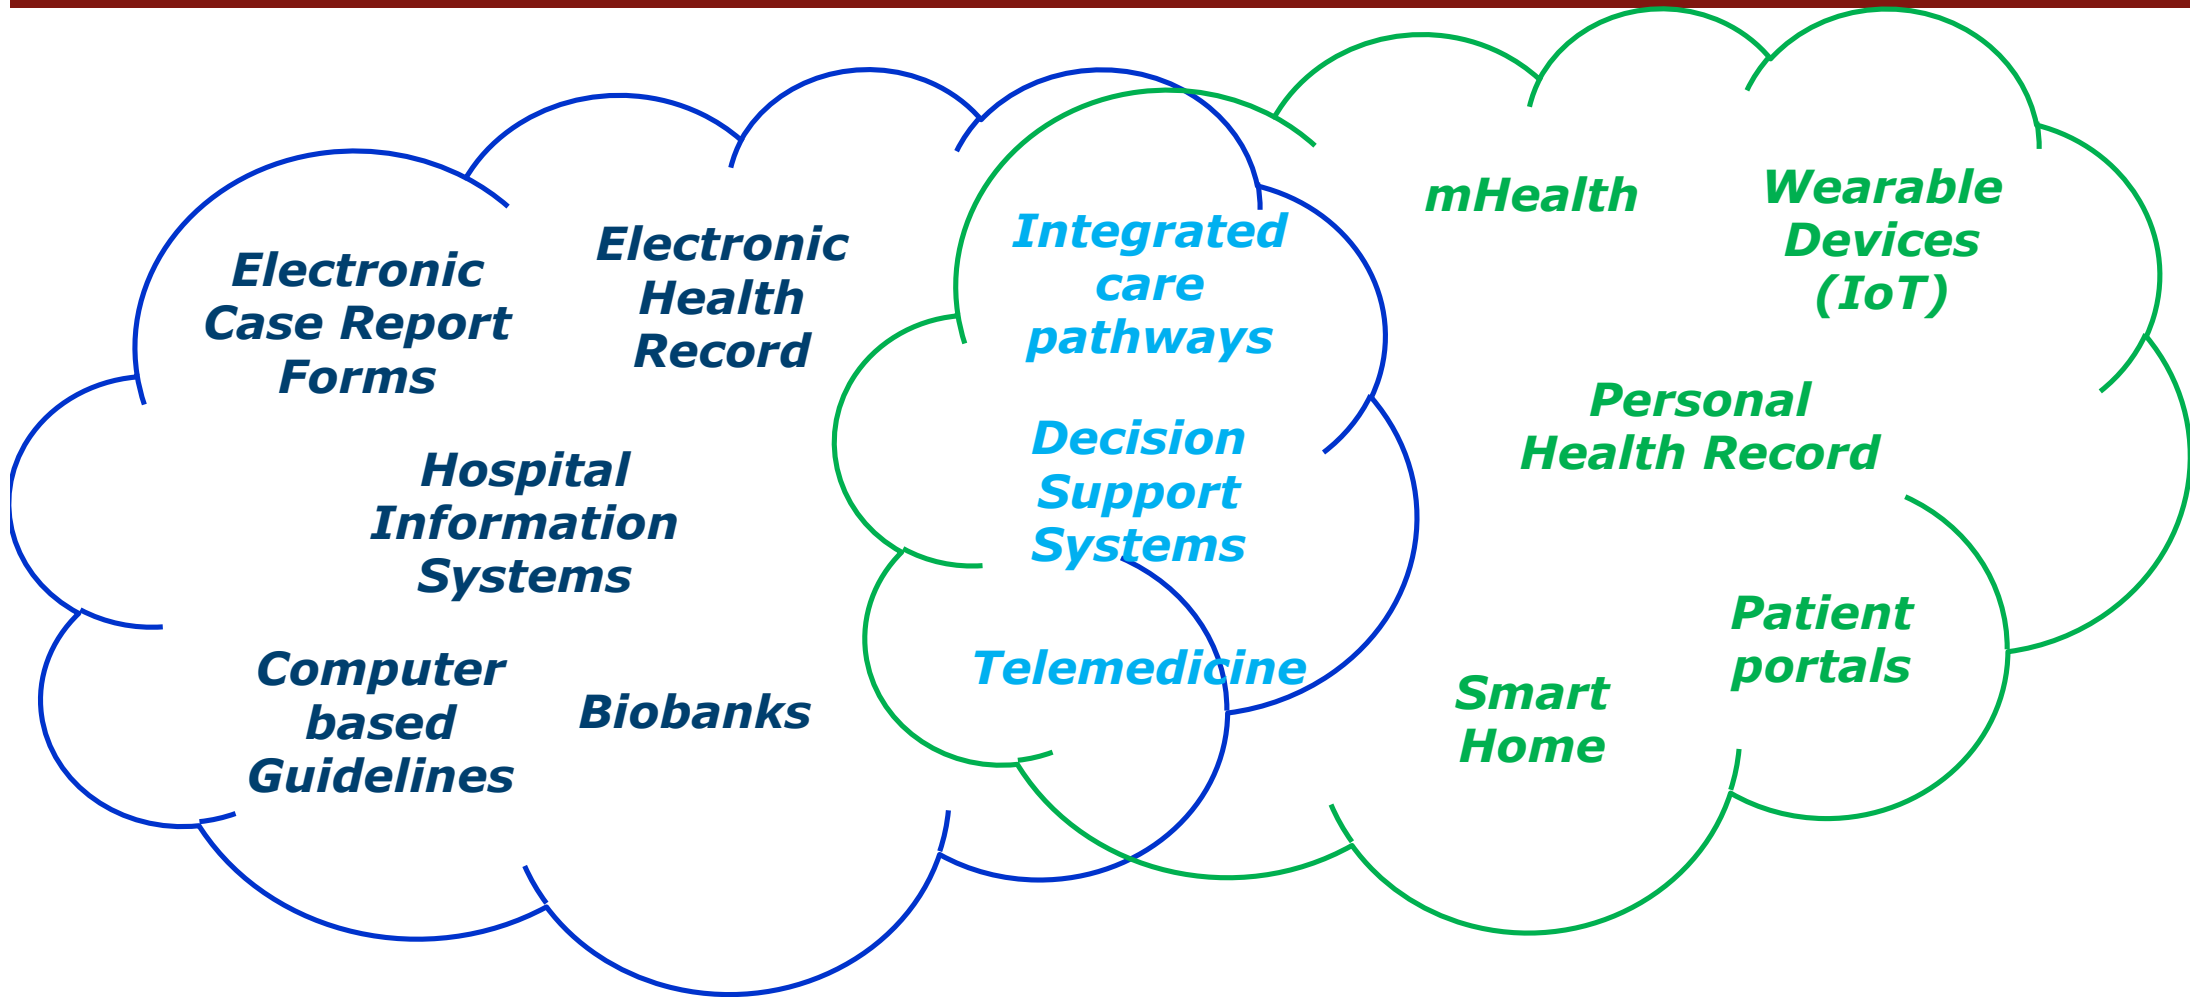 Electronic
Case Report
Forms
Electronic
Health
Record
Hospital
Information
Systems
Computer
based
Guidelines
Biobanks
Integrated
care
pathways
Decision
Support
Systems
Telemedicine
mHealth
Wearable
Devices
(IoT)
Personal
Health Record
Patient
portals
Smart
Home